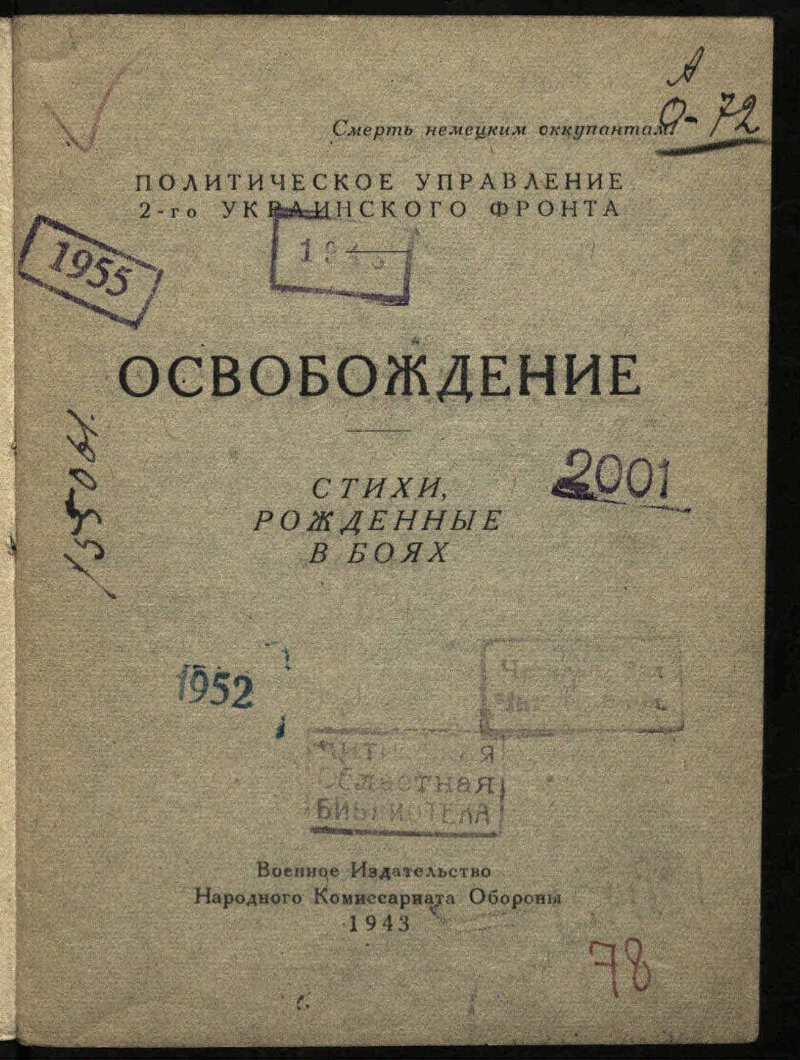 А
О-72
Смерть немецким оккупантам!
ПОЛИТИЧЕСКОЕ УПРАВЛЕНИЕ
2-го УКРАИНСКОГО ФРОНТА
1955
ОСВОБОЖДЕНИЕ
2001
СТИХИ,
РОЖДЕННЫЕ
В БОЯХ
1952
ОБЛАСТНАЯ
БИБЛИОТЕКА
Военное Издательство
Народного Комиссариата Обороны
1943
78